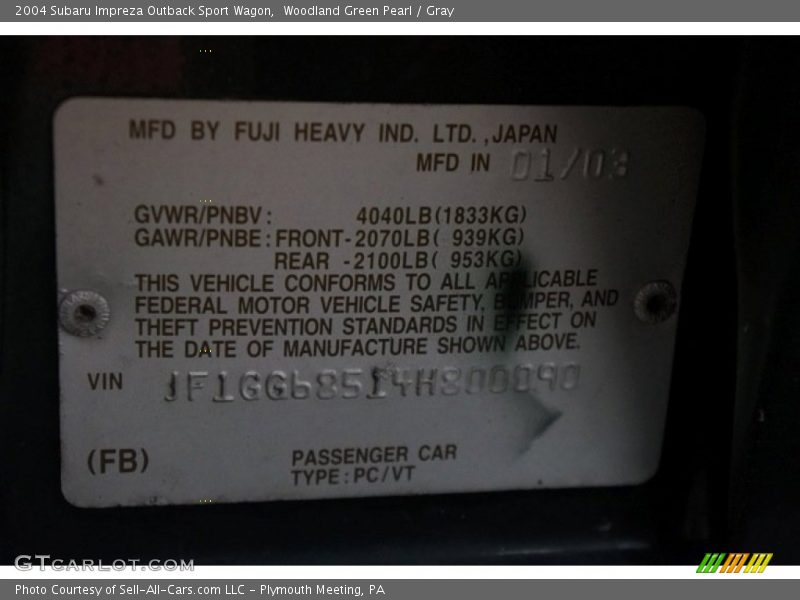 2004 Subaru Impreza Outback Sport Wagon,  Woodland Green Pearl / Gray
MFD BY FUJI HEAVY IND. LTD.,JAPAN
MFD IN 01/03
GVWR/PNBV: 4040LB(1833KG)
GAWR/PNBE:FRONT-2070LB( 939KG)
REAR -2100LB( 953KG)
THIS VEHICLE CONFORMS TO ALL APPLICABLE
FEDERAL MOTOR VEHICLE SAFETY, BUMPER, AND
THEFT PREVENTION STANDARDS IN EFFECT ON
THE DATE OF MANUFACTURE SHOWN ABOVE.
VIN JF1GG68514H800090
(FB)
PASSENGER CAR
TYPE:PC/VT
GTCARLOT.COM
Photo Courtesy of Sell-All-Cars.com LLC - Plymouth Meeting, PA